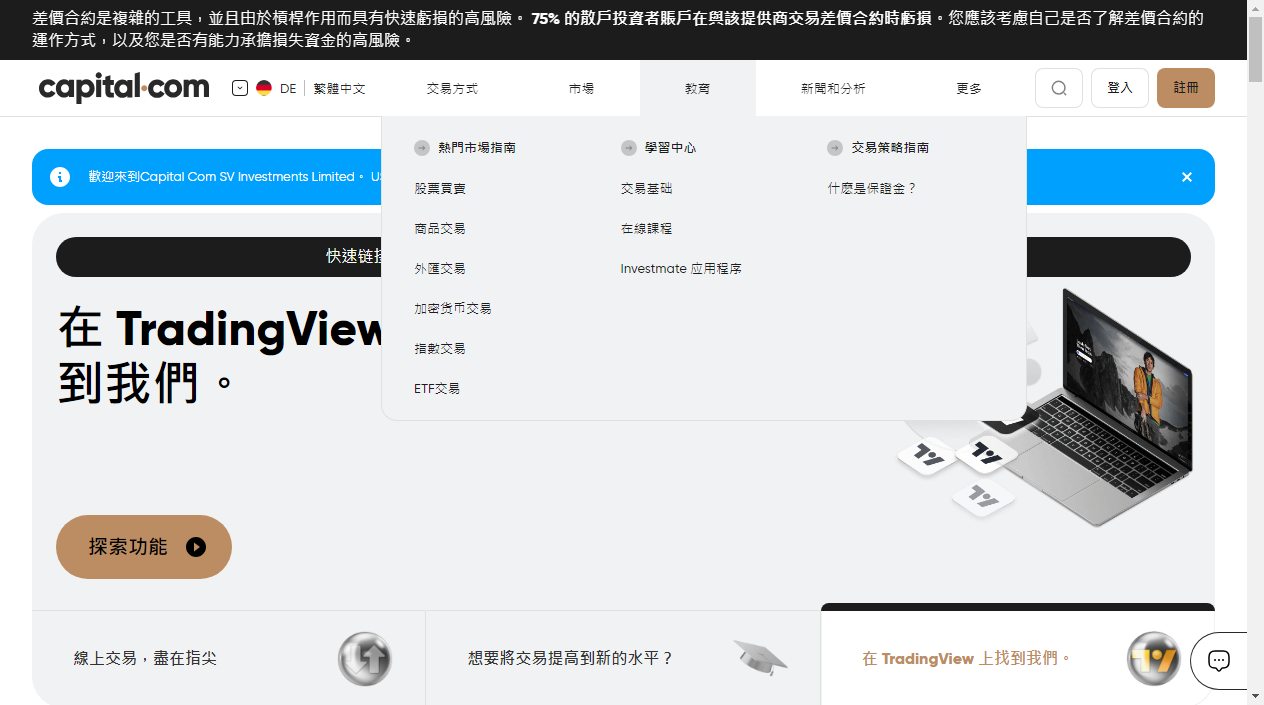 差價合約是複雜的工具，並且由於槓桿作用而具有快速虧損的高風險。 75% 的散戶投資者賬戶在與該提供商交易差價合約時虧損。您應該考慮自己是否了解差價合約的
運作方式，以及您是否有能力承擔損失資金的高風險。
capital.com
DE 繁體中文
交易方式
市場
教育
新聞和分析
更多
登入
註冊
熱門市場指南
股票買賣
商品交易
外匯交易
加密货币交易
指數交易
ETF交易
學習中心
交易基础
在線課程
Investmate 应用程序
交易策略指南
什麼是保證金？
歡迎來到Capital Com SV Investments Limited。 US
快速链接
在 TradingView
到我們。
探索功能
線上交易，盡在指尖
想要將交易提高到新的水平？
在 TradingView 上找到我們。